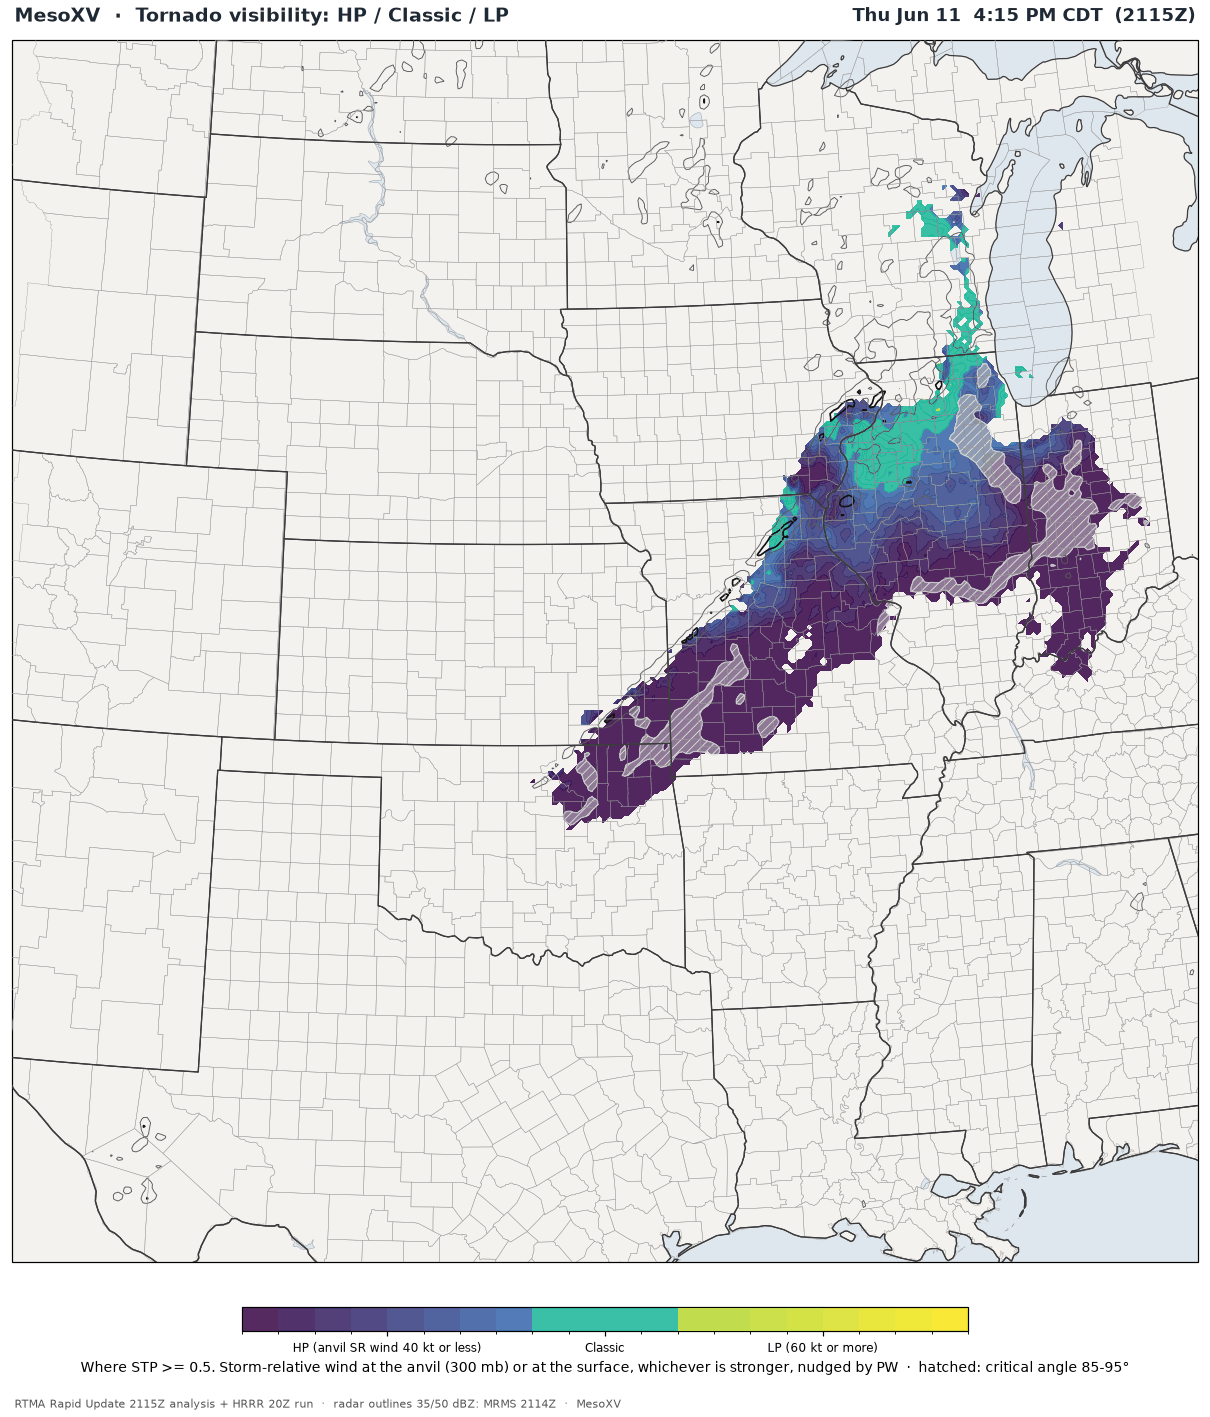 MesoXV · Tornado visibility: HP / Classic / LP
Thu Jun 11 4:15 PM CDT (2115Z)
HP (anvil SR wind 40 kt or less)
Classic
LP (60 kt or more)
Where STP >= 0.5. Storm-relative wind at the anvil (300 mb) or at the surface, whichever is stronger, nudged by PW · hatched: critical angle 85-95°
RTMA Rapid Update 2115Z analysis + HRRR 20Z run · radar outlines 35/50 dBZ: MRMS 2114Z · MesoXV